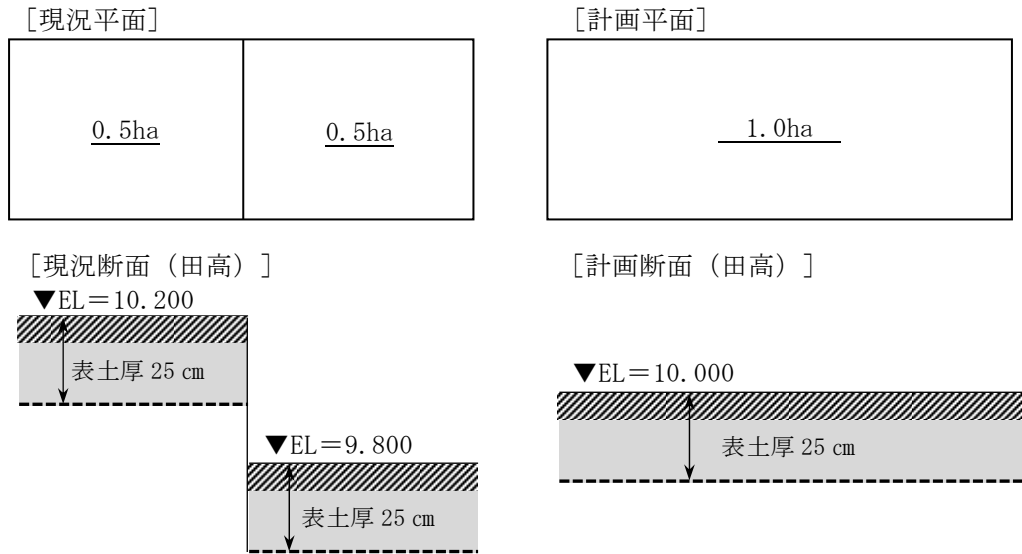 [現況平面]
[計画平面]
0.5ha
0.5ha
1.0ha
[現況断面（田高）]
[計画断面（田高）]
▼EL＝10.200
表土厚 25 ㎝
▼EL＝9.800
表土厚 25 ㎝
▼EL＝10.000
表土厚 25 ㎝